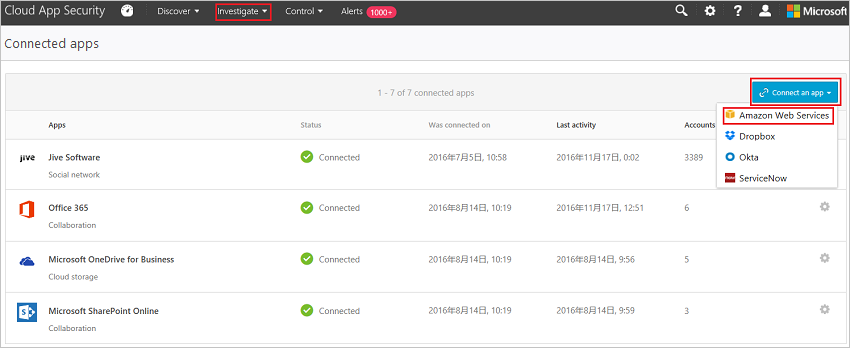 Cloud App Security Discover Investigate Control Alerts 1000+ ? Microsoft
Connected apps
1 - 7 of 7 connected apps Connect an app
Amazon Web Services
Dropbox
Okta
ServiceNow
Apps Status Was connected on Last activity Accounts
jive Jive Software Connected 2016年7月5日, 10:58 2016年11月17日, 0:02 3389
Social network
Office 365 Connected 2016年8月14日, 10:19 2016年11月17日, 12:51 6
Collaboration
Microsoft OneDrive for Business Connected 2016年8月14日, 10:19 2016年8月14日, 9:56 5
Cloud storage
Microsoft SharePoint Online Connected 2016年8月14日, 10:19 2016年8月14日, 9:59 3
Collaboration